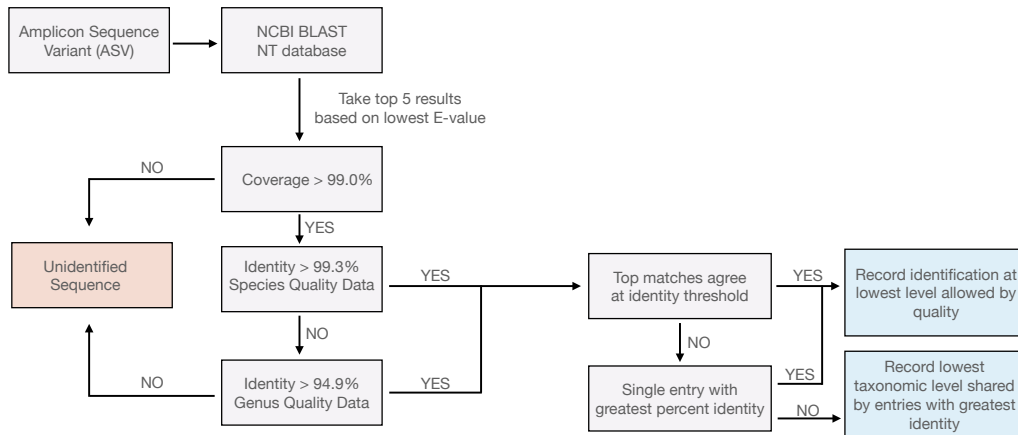 Amplicon Sequence
Variant (ASV)
NCBI BLAST
NT database
Take top 5 results
based on lowest E-value
NO
Coverage > 99.0%
YES
Unidentified
Sequence
Identity > 99.3%
Species Quality Data
YES
Top matches agree
at identity threshold
YES
Record identification at
lowest level allowed by
quality
NO
NO
NO
Identity > 94.9%
Genus Quality Data
YES
Single entry with
greatest percent identity
YES
NO
Record lowest
taxonomic level shared
by entries with greatest
identity